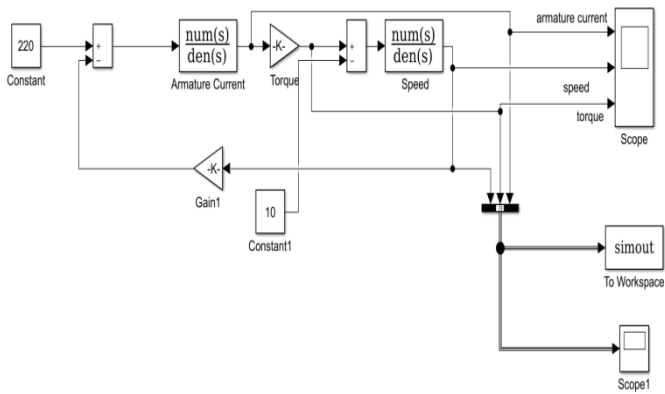 armature current
220
+
−
num(s)
den(s)
-K-
+
−
num(s)
den(s)
Constant
Armature Current
Torque
Speed
speed
torque
Scope
-K-
Gain1
10
Constant1
simout
To Workspace
Scope1